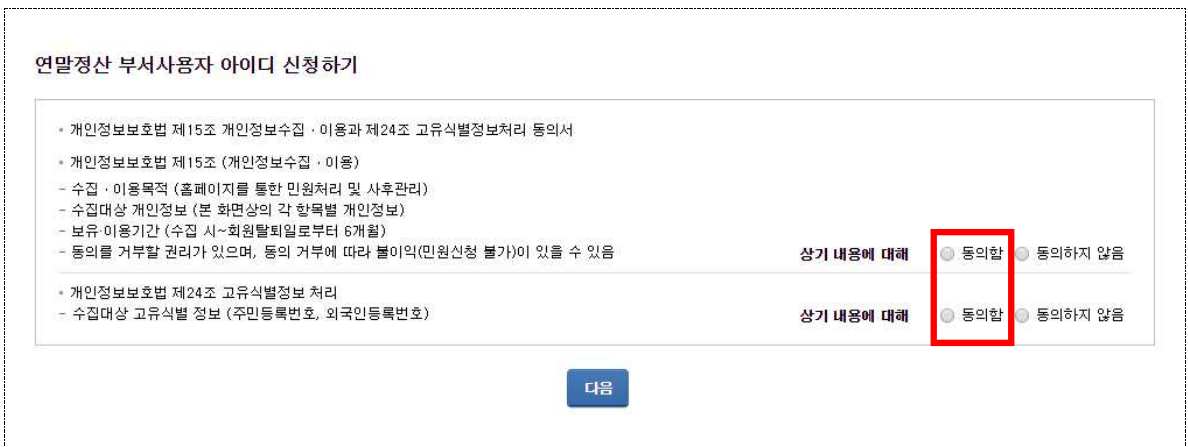 연말정산 부서사용자 아이디 신청하기
• 개인정보보호법 제15조 개인정보수집 · 이용과 제24조 고유식별정보처리 동의서
• 개인정보보호법 제15조 (개인정보수집 · 이용)
- 수집 · 이용목적 (홈페이지를 통한 민원처리 및 사후관리)
- 수집대상 개인정보 (본 화면상의 각 항목별 개인정보)
- 보유·이용기간 (수집 시~회원탈퇴일로부터 6개월)
- 동의를 거부할 권리가 있으며, 동의 거부에 따라 불이익(민원신청 불가)이 있을 수 있음 상기 내용에 대해 동의함 동의하지 않음
• 개인정보보호법 제24조 고유식별정보 처리
- 수집대상 고유식별 정보 (주민등록번호, 외국인등록번호) 상기 내용에 대해 동의함 동의하지 않음
다음